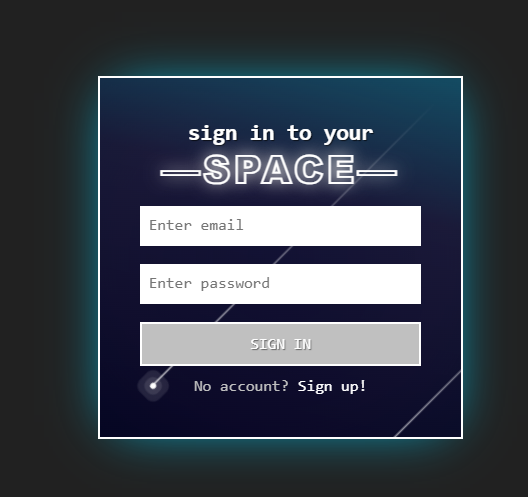 sign in to your
—SPACE—
Enter email
Enter password
SIGN IN
No account? Sign up!